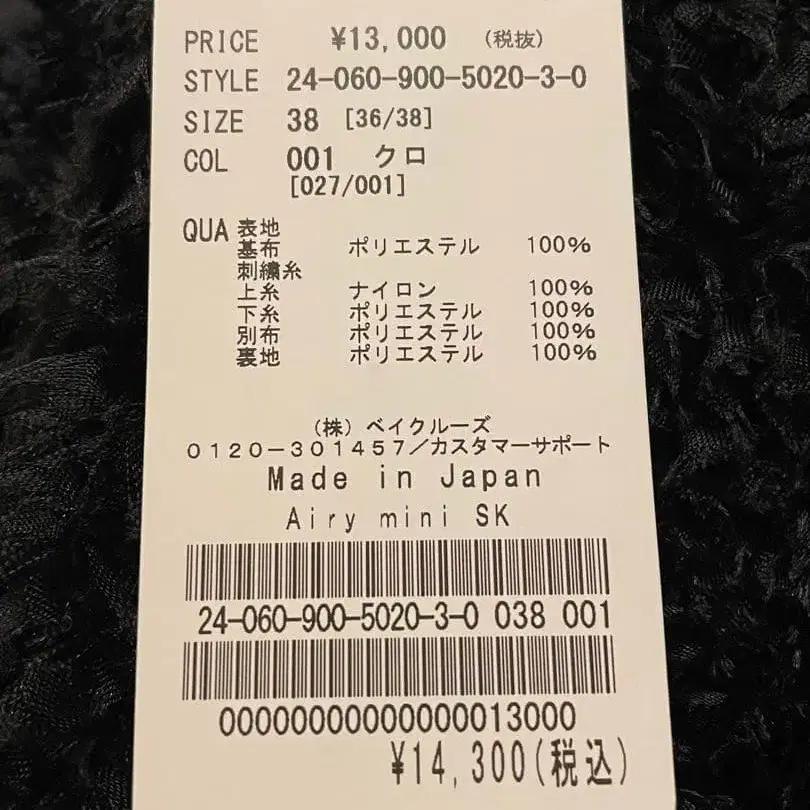 PRICE ¥13,000 (税抜)
STYLE 24-060-900-5020-3-0
SIZE 38 [36/38]
COL 001 クロ
[027/001]
QUA 表地
基布 ポリエステル 100%
刺繍糸
上糸 ナイロン 100%
下糸 ポリエステル 100%
別布 ポリエステル 100%
裏地 ポリエステル 100%
(株)ベイクルーズ
0120-301457/カスタマーサポート
Made in Japan
Airy mini SK
24-060-900-5020-3-0 038 001
00000000000000013000
¥14,300(税込)